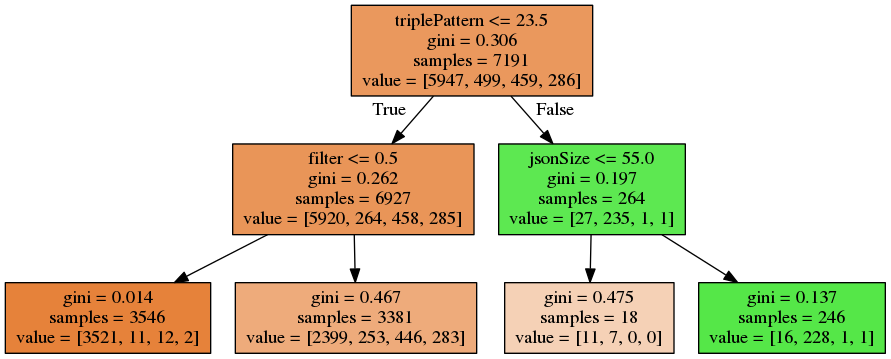 triplePattern <= 23.5
gini = 0.306
samples = 7191
value = [5947, 499, 459, 286]
True
False
filter <= 0.5
gini = 0.262
samples = 6927
value = [5920, 264, 458, 285]
jsonSize <= 55.0
gini = 0.197
samples = 264
value = [27, 235, 1, 1]
gini = 0.014
samples = 3546
value = [3521, 11, 12, 2]
gini = 0.467
samples = 3381
value = [2399, 253, 446, 283]
gini = 0.475
samples = 18
value = [11, 7, 0, 0]
gini = 0.137
samples = 246
value = [16, 228, 1, 1]